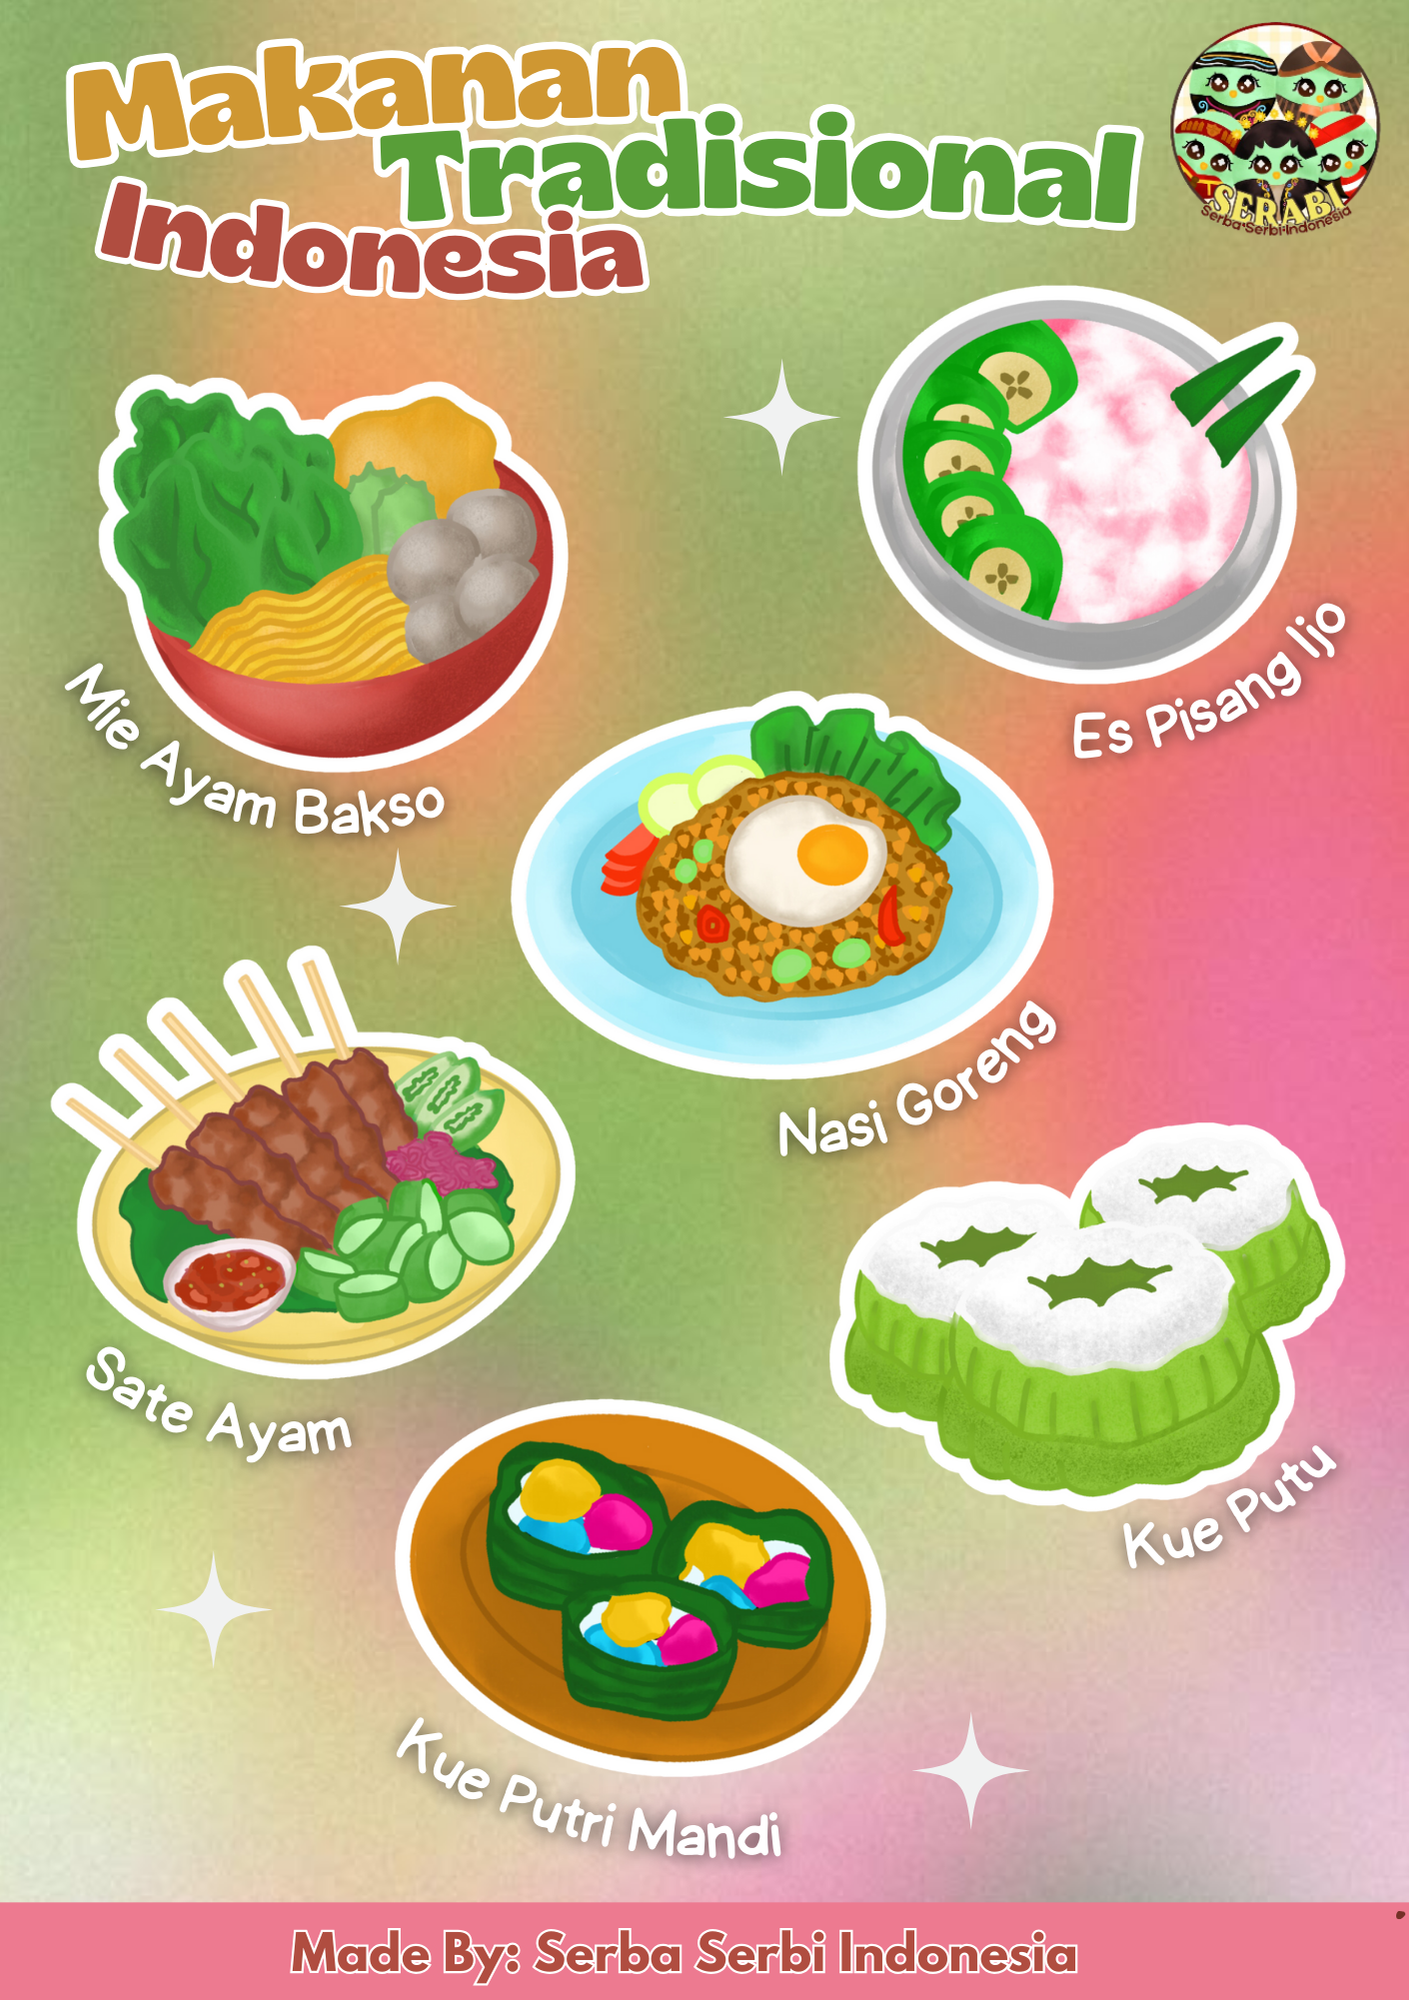 Makanan
Tradisional
Indonesia
SERABI
Serba Serbi Indonesia
Es Pisang Ijo
Mie Ayam Bakso
Nasi Goreng
Sate Ayam
Kue Putu
Kue Putri Mandi
Made By: Serba Serbi Indonesia